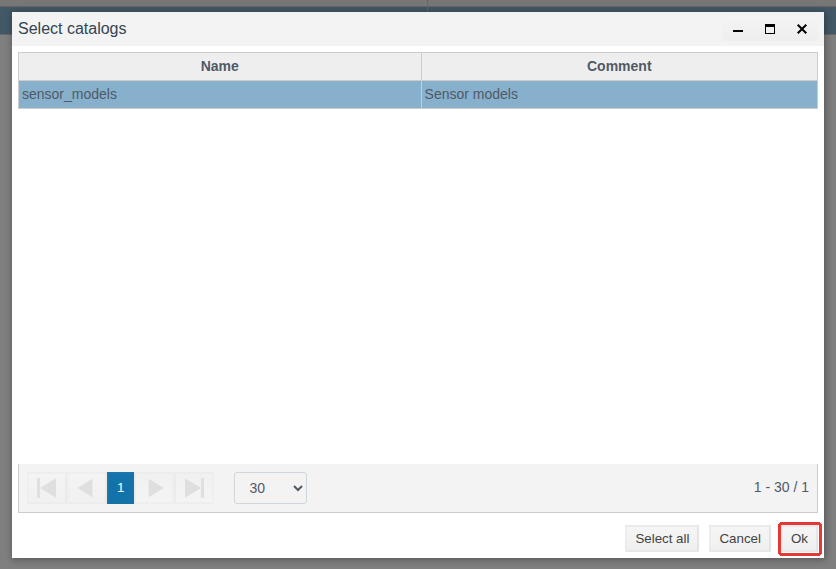 Select catalogs
Name Comment
sensor_models Sensor models
1 30 1 - 30 / 1
Select all Cancel Ok